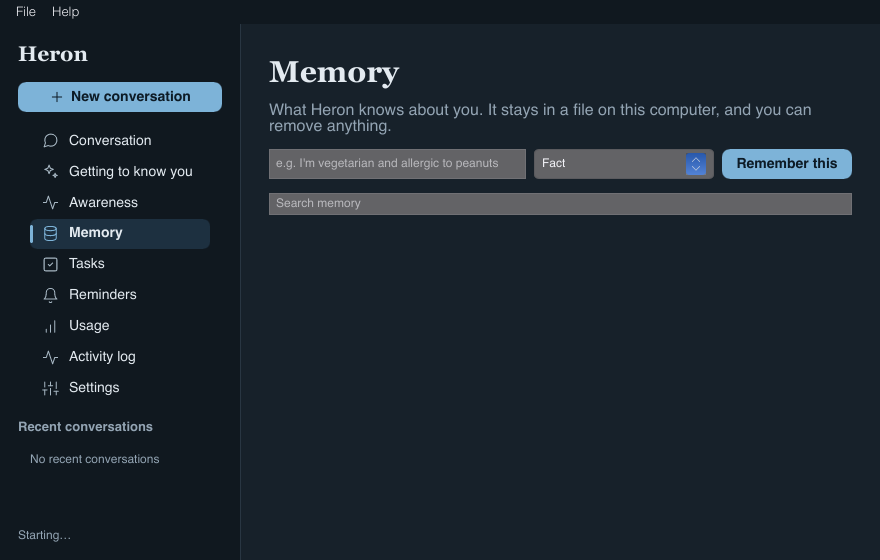 File Help
Heron
New conversation
Conversation
Getting to know you
Awareness
Memory
Tasks
Reminders
Usage
Activity log
Settings
Recent conversations
No recent conversations
Starting…
Memory
What Heron knows about you. It stays in a file on this computer, and you can
remove anything.
e.g. I'm vegetarian and allergic to peanuts
Fact
Remember this
Search memory